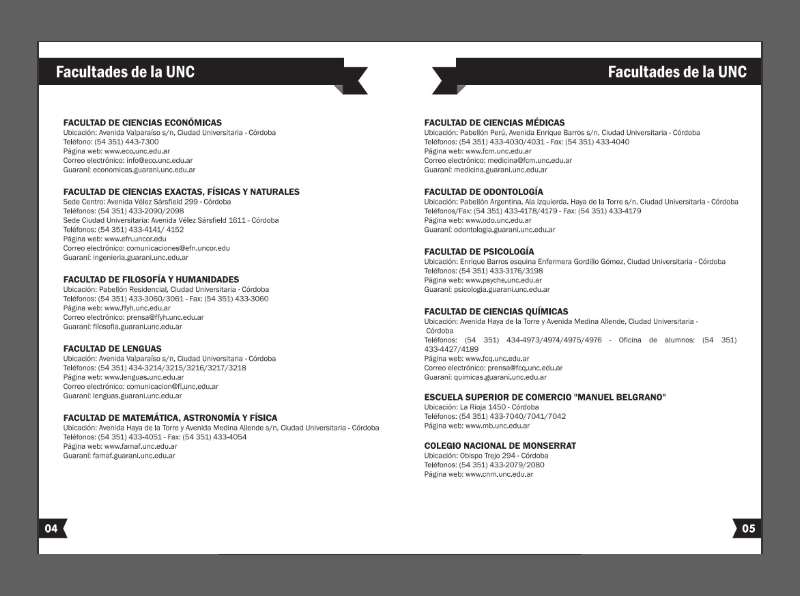 Facultades de la UNC
FACULTAD DE CIENCIAS ECONÓMICAS
Ubicación: Avenida Valparaíso s/n, Ciudad Universitaria - Córdoba
Teléfono: (54 351) 443-7300
Página web: www.eco.unc.edu.ar
Correo electrónico: info@eco.unc.edu.ar
Guaraní: economicas.guarani.unc.edu.ar
FACULTAD DE CIENCIAS EXACTAS, FÍSICAS Y NATURALES
Sede Centro: Avenida Vélez Sársfield 299 - Córdoba
Teléfonos: (54 351) 433-2090/2098
Sede Ciudad Universitaria: Avenida Vélez Sársfield 1611 - Córdoba
Teléfonos: (54 351) 433-4141/ 4152
Página web: www.efn.uncor.edu
Correo electrónico: comunicaciones@efn.uncor.edu
Guaraní: ingenieria.guarani.unc.edu.ar
FACULTAD DE FILOSOFÍA Y HUMANIDADES
Ubicación: Pabellón Residencial, Ciudad Universitaria - Córdoba
Teléfonos: (54 351) 433-3060/3061 - Fax: (54 351) 433-3060
Página web: www.ffyh.unc.edu.ar
Correo electrónico: prensa@ffyh.unc.edu.ar
Guaraní: filosofia.guarani.unc.edu.ar
FACULTAD DE LENGUAS
Ubicación: Avenida Valparaíso s/n, Ciudad Universitaria - Córdoba
Teléfonos: (54 351) 434-3214/3215/3216/3217/3218
Página web: www.lenguas.unc.edu.ar
Correo electrónico: comunicacion@fl.unc.edu.ar
Guaraní: lenguas.guarani.unc.edu.ar
FACULTAD DE MATEMÁTICA, ASTRONOMÍA Y FÍSICA
Ubicación: Avenida Haya de la Torre y Avenida Medina Allende s/n, Ciudad Universitaria - Córdoba
Teléfonos: (54 351) 433-4051 - Fax: (54 351) 433-4054
Página web: www.famaf.unc.edu.ar
Guaraní: famaf.guarani.unc.edu.ar
04
Facultades de la UNC
FACULTAD DE CIENCIAS MÉDICAS
Ubicación: Pabellón Perú, Avenida Enrique Barros s/n, Ciudad Universitaria - Córdoba
Teléfonos: (54 351) 433-4030/4031 - Fax: (54 351) 433-4040
Página web: www.fcm.unc.edu.ar
Correo electrónico: medicina@fcm.unc.edu.ar
Guaraní: medicina.guarani.unc.edu.ar
FACULTAD DE ODONTOLOGÍA
Ubicación: Pabellón Argentina, Ala izquierda. Haya de la Torre s/n, Ciudad Universitaria - Córdoba
Teléfonos/Fax: (54 351) 433-4178/4179 - Fax: (54 351) 433-4179
Página web: www.odo.unc.edu.ar
Guaraní: odontologia.guarani.unc.edu.ar
FACULTAD DE PSICOLOGÍA
Ubicación: Enrique Barros esquina Enfermera Gordillo Gómez, Ciudad Universitaria - Córdoba
Teléfonos: (54 351) 433-3176/3198
Página web: www.psyche.unc.edu.ar
Guaraní: psicologia.guarani.unc.edu.ar
FACULTAD DE CIENCIAS QUÍMICAS
Ubicación: Avenida Haya de la Torre y Avenida Medina Allende, Ciudad Universitaria -
Córdoba
Teléfonos: (54 351) 434-4973/4974/4975/4976 - Oficina de alumnos: (54 351)
433-4427/4189
Página web: www.fcq.unc.edu.ar
Correo electrónico: prensa@fcq.unc.edu.ar
Guaraní: quimicas.guarani.unc.edu.ar
ESCUELA SUPERIOR DE COMERCIO "MANUEL BELGRANO"
Ubicación: La Rioja 1450 - Córdoba
Teléfonos: (54 351) 433-7040/7041/7042
Página web: www.mb.unc.edu.ar
COLEGIO NACIONAL DE MONSERRAT
Ubicación: Obispo Trejo 294 - Córdoba
Teléfonos: (54 351) 433-2079/2080
Página web: www.cnm.unc.edu.ar
05